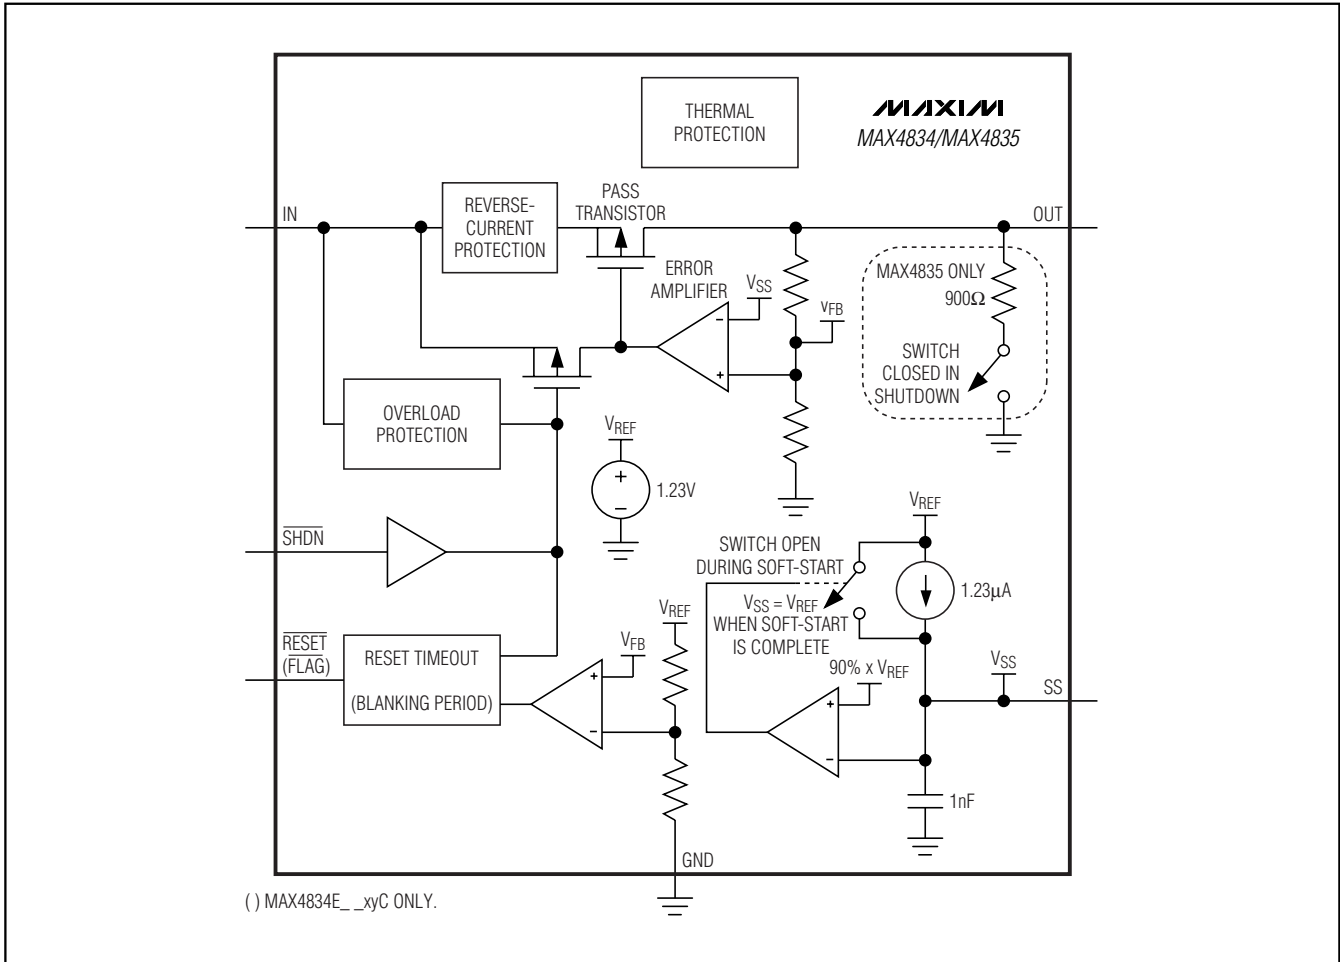 MAXIM
MAX4834/MAX4835
THERMAL
PROTECTION
IN
REVERSE-
CURRENT
PROTECTION
PASS
TRANSISTOR
OUT
ERROR
AMPLIFIER
VSS
−
+
VFB
MAX4835 ONLY
900Ω
SWITCH
CLOSED IN
SHUTDOWN
OVERLOAD
PROTECTION
VREF
+
−
1.23V
SHDN
VREF
SWITCH OPEN
DURING SOFT-START
1.23µA
VSS = VREF
WHEN SOFT-START
IS COMPLETE
RESET
(FLAG)
RESET TIMEOUT
(BLANKING PERIOD)
VFB
+
−
VREF
90% x VREF
+
−
VSS
SS
1nF
GND
( ) MAX4834E_ _xyC ONLY.